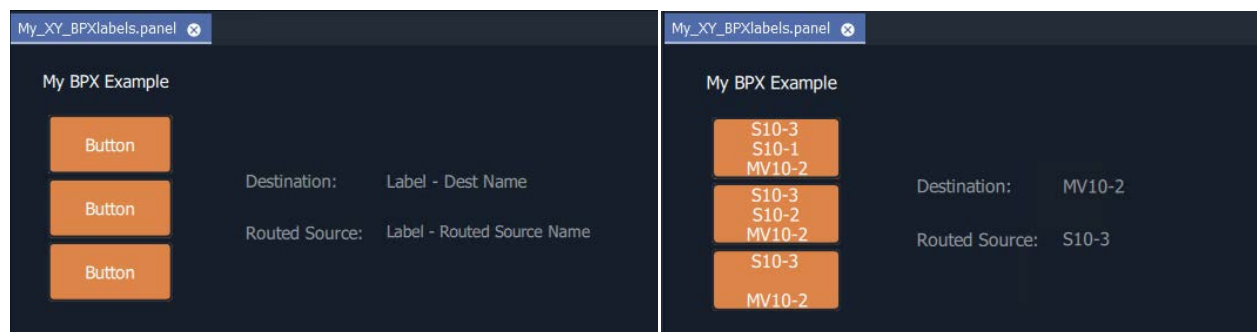 My_XY_BPXlabels.panel
My BPX Example
Button
Button
Button
Destination: Label - Dest Name
Routed Source: Label - Routed Source Name
My_XY_BPXlabels.panel
My BPX Example
S10-3
S10-1
MV10-2
S10-3
S10-2
MV10-2
S10-3
MV10-2
Destination: MV10-2
Routed Source: S10-3